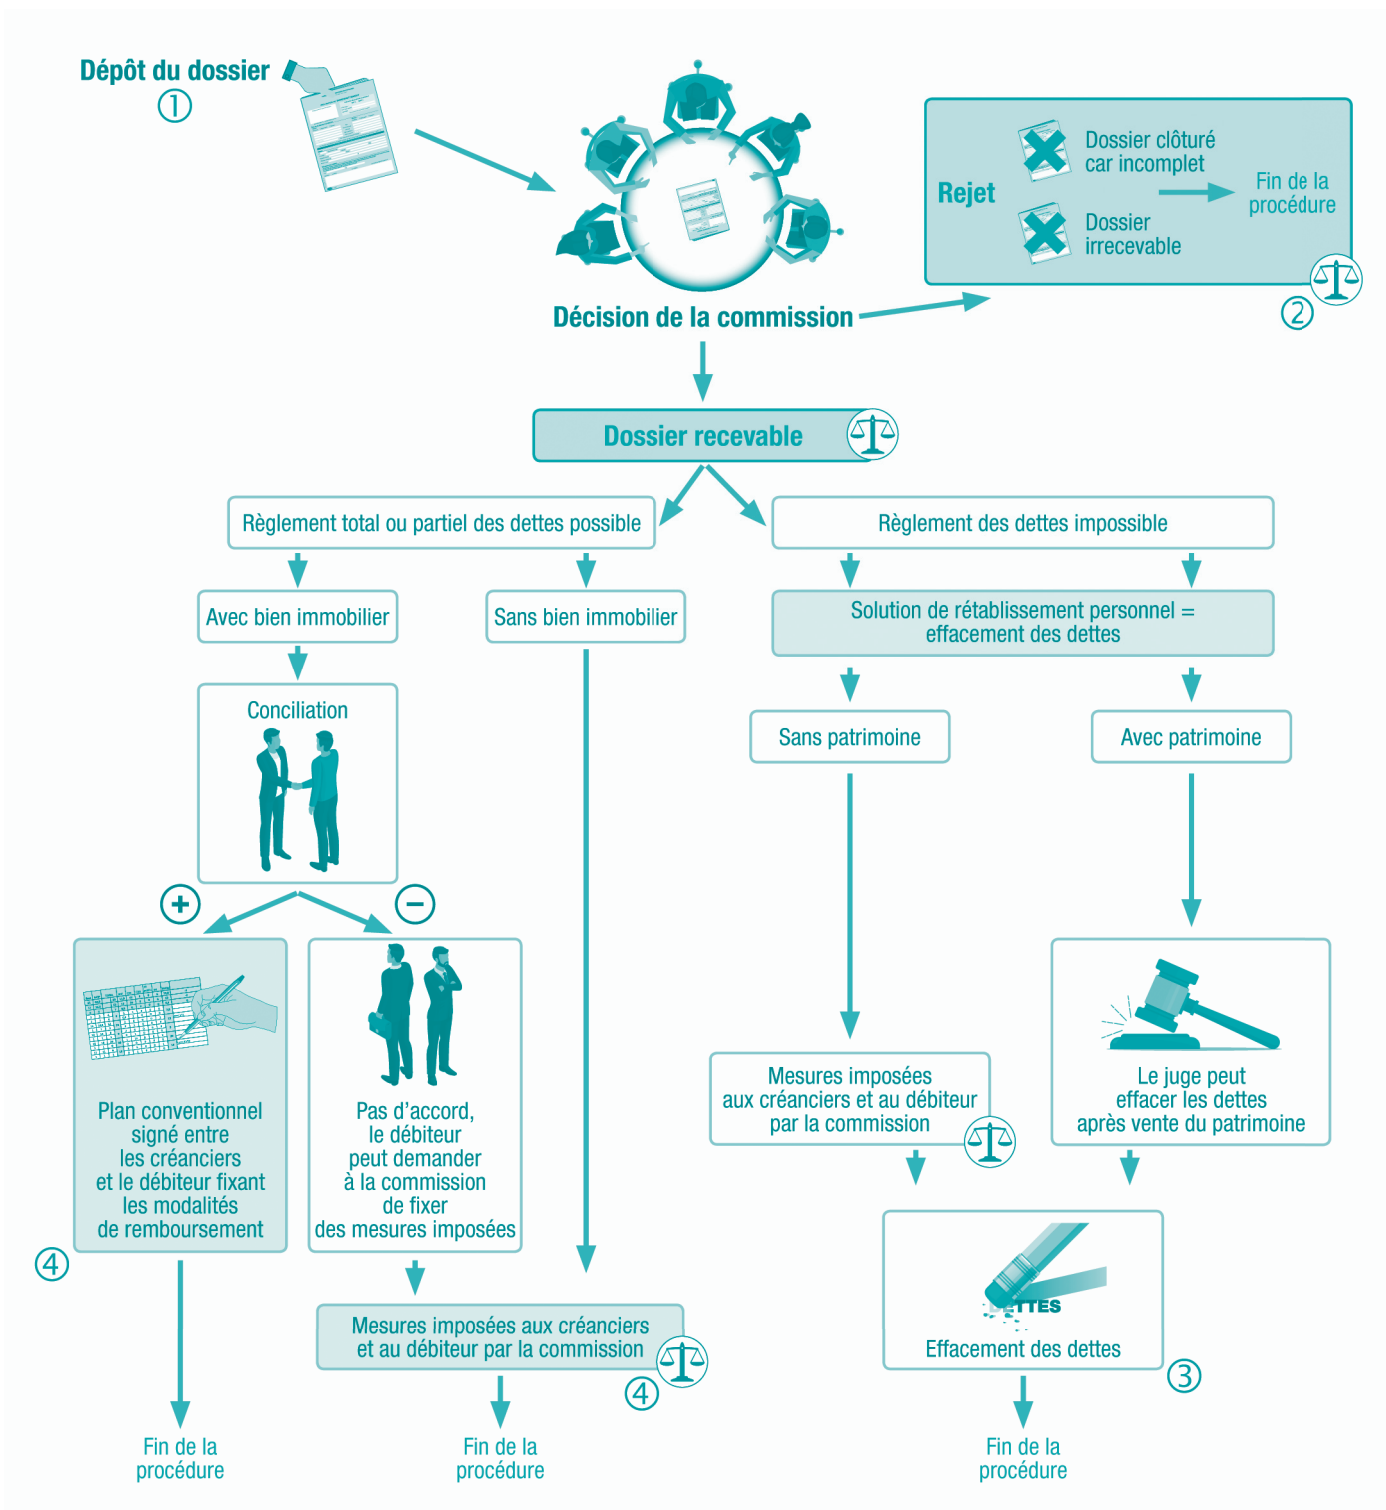 Dépôt du dossier
①
Rejet
Dossier clôturé
car incomplet
Dossier
irrecevable
Fin de la
procédure
②
Décision de la commission
Dossier recevable
Règlement total ou partiel des dettes possible
Règlement des dettes impossible
Avec bien immobilier
Sans bien immobilier
Solution de rétablissement personnel =
effacement des dettes
Conciliation
Sans patrimoine
Avec patrimoine
+
−
Plan conventionnel
signé entre
les créanciers
et le débiteur fixant
les modalités
de remboursement
④
Pas d’accord,
le débiteur
peut demander
à la commission
de fixer
des mesures imposées
Mesures imposées
aux créanciers et au débiteur
par la commission
Le juge peut
effacer les dettes
après vente du patrimoine
Mesures imposées aux créanciers
et au débiteur par la commission
④
DETTES
Effacement des dettes
③
Fin de la
procédure
Fin de la
procédure
Fin de la
procédure